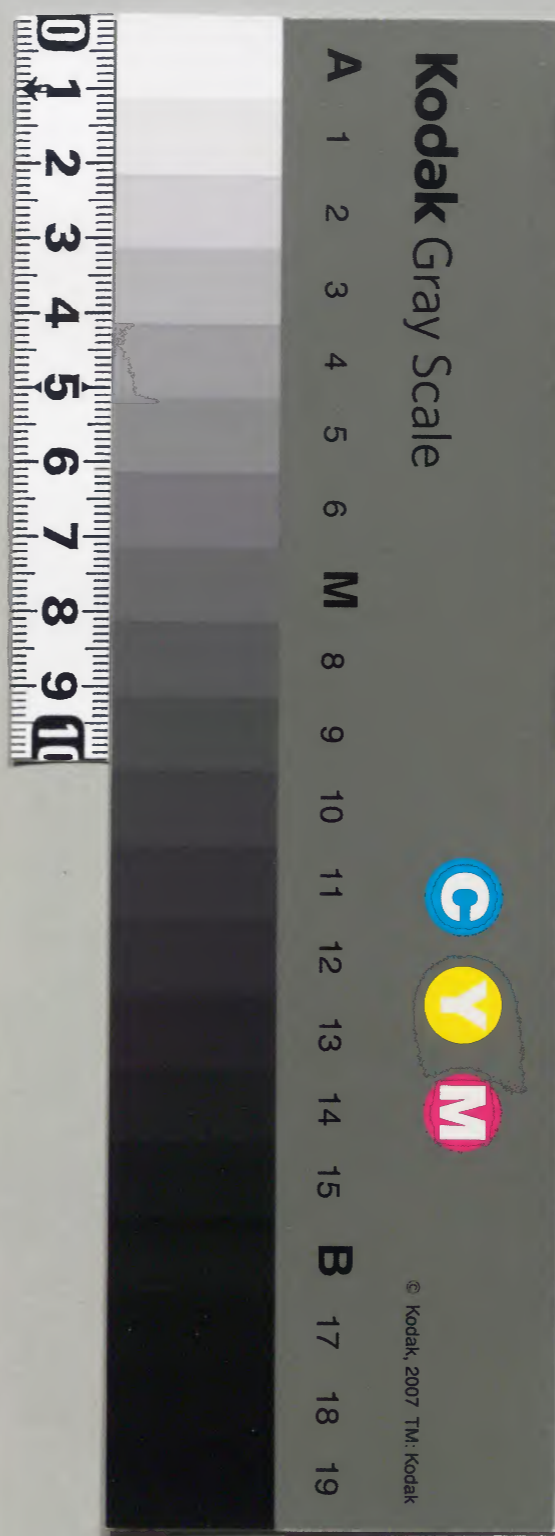 Kodak Gray Scale
C Y M
© Kodak, 2007 TM: Kodak
A 1 2 3 4 5 6 M 8 9 10 11 12 13 14 15 B 17 18 19
0 1 2 3 4 5 6 7 8 9 10